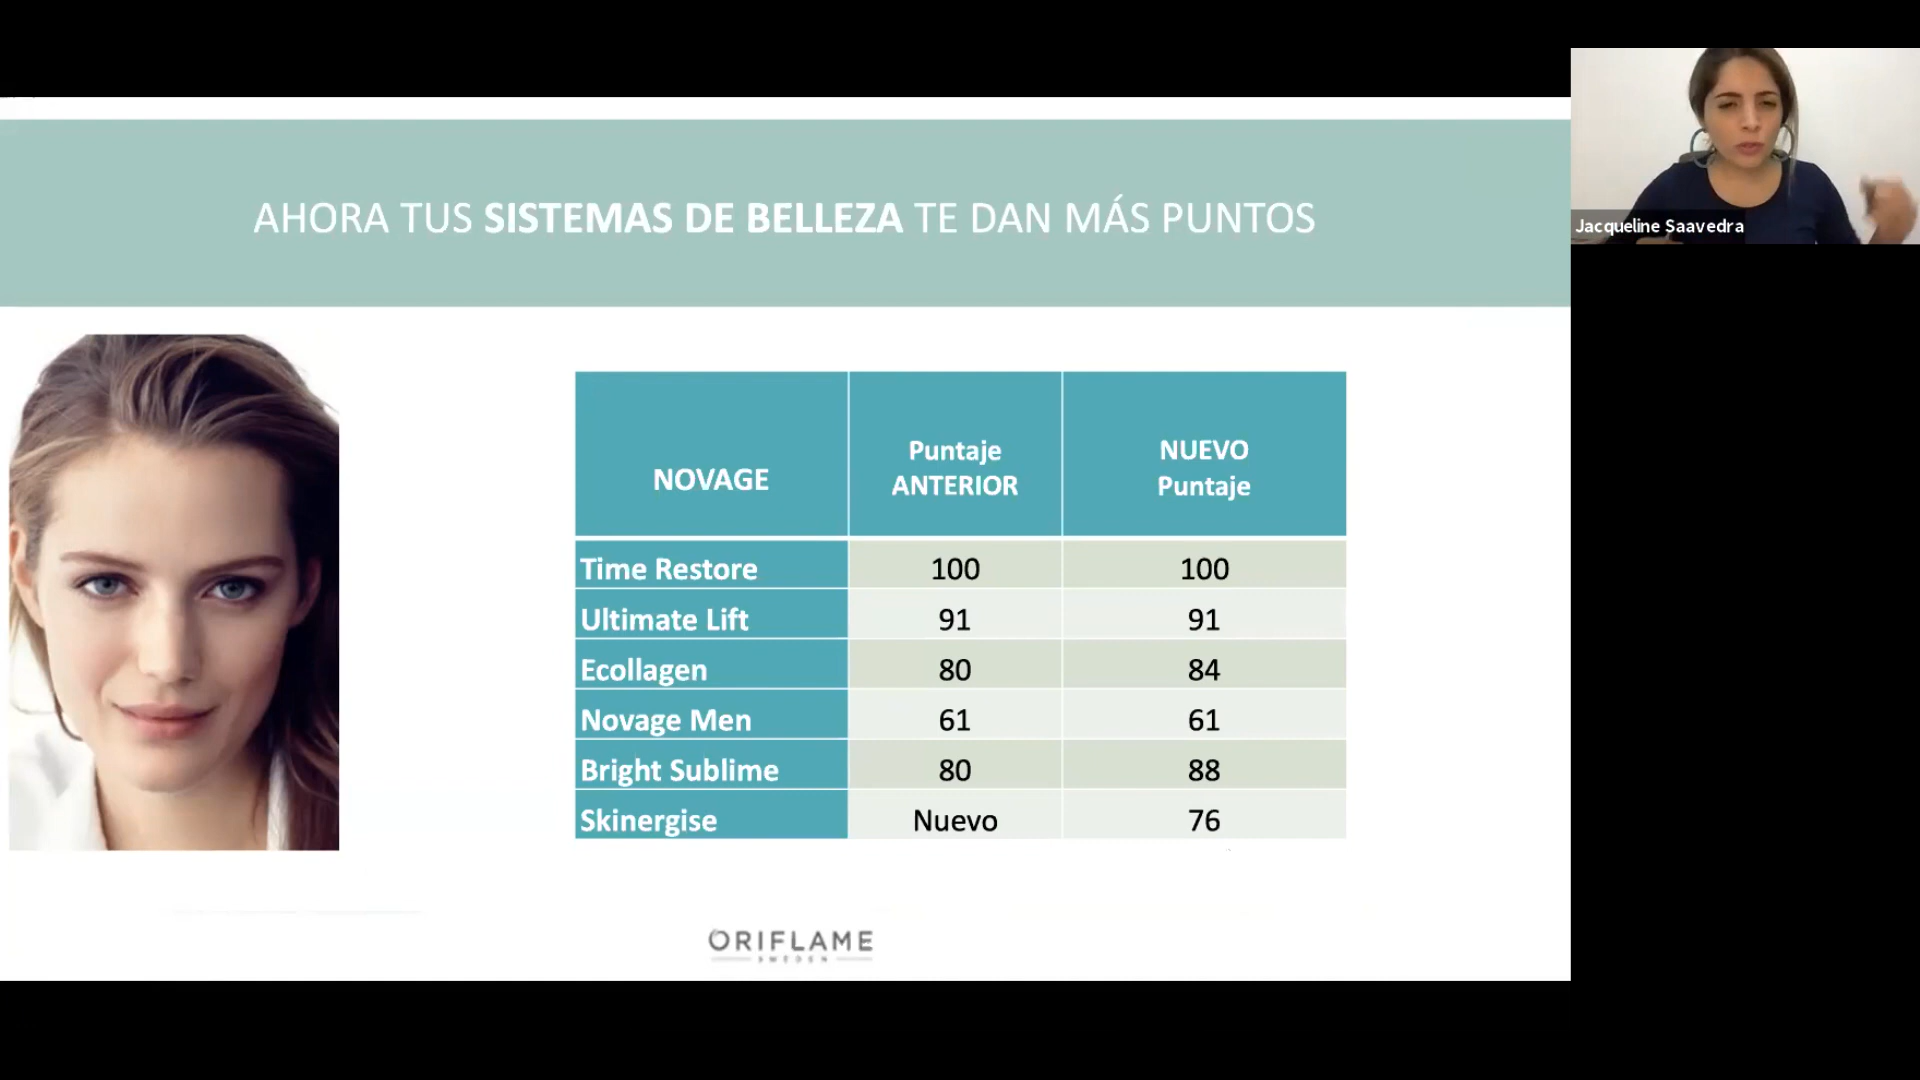 AHORA TUS SISTEMAS DE BELLEZA TE DAN MÁS PUNTOS
Jacqueline Saavedra
NOVAGE Puntaje ANTERIOR NUEVO Puntaje
Time Restore 100 100
Ultimate Lift 91 91
Ecollagen 80 84
Novage Men 61 61
Bright Sublime 80 88
Skinergise Nuevo 76
ORIFLAME
SWEDEN